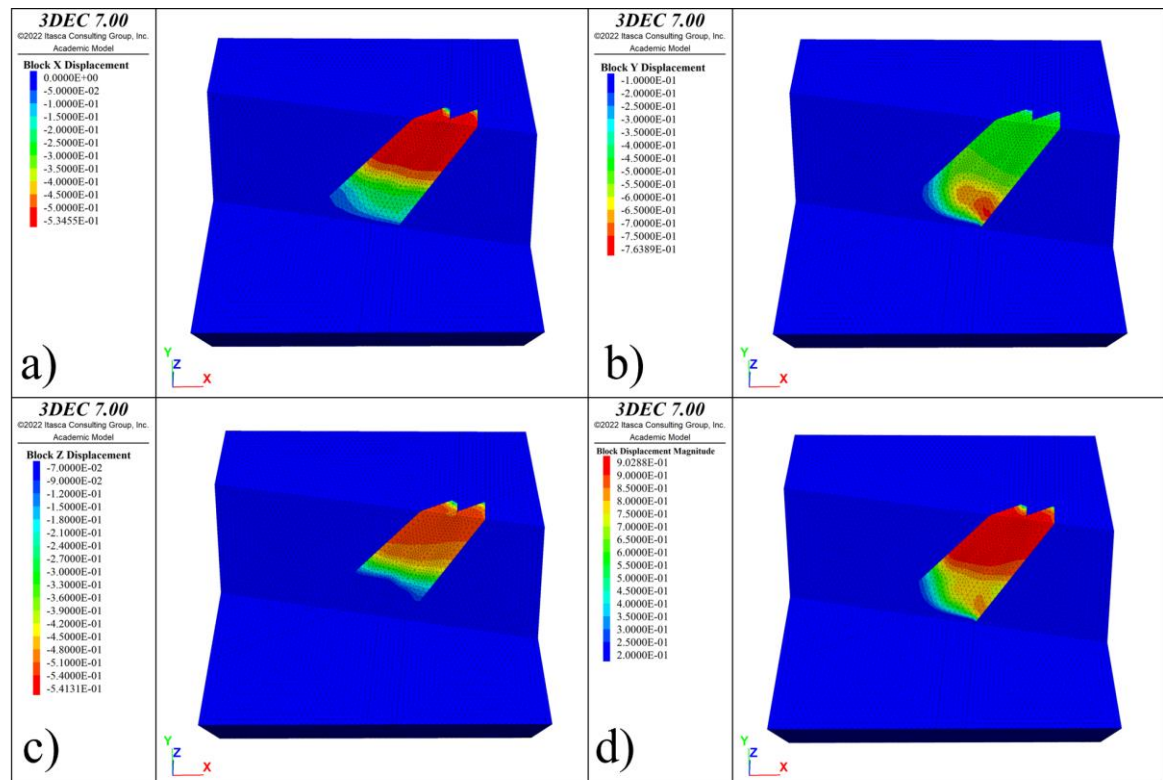 3DEC 7.00
©2022 Itasca Consulting Group, Inc.
Academic Model
Block X Displacement
0.0000E+00
-5.0000E-02
-1.0000E-01
-1.5000E-01
-2.0000E-01
-2.5000E-01
-3.0000E-01
-3.5000E-01
-4.0000E-01
-4.5000E-01
-5.0000E-01
-5.3455E-01
Y
Z
X
a)
3DEC 7.00
©2022 Itasca Consulting Group, Inc.
Academic Model
Block Y Displacement
-1.0000E-01
-2.0000E-01
-2.5000E-01
-3.0000E-01
-3.5000E-01
-4.0000E-01
-4.5000E-01
-5.0000E-01
-5.5000E-01
-6.0000E-01
-6.5000E-01
-7.0000E-01
-7.5000E-01
-7.6389E-01
Y
Z
X
b)
3DEC 7.00
©2022 Itasca Consulting Group, Inc.
Academic Model
Block Z Displacement
-7.0000E-02
-9.0000E-02
-1.2000E-01
-1.5000E-01
-1.8000E-01
-2.1000E-01
-2.4000E-01
-2.7000E-01
-3.0000E-01
-3.3000E-01
-3.6000E-01
-3.9000E-01
-4.2000E-01
-4.5000E-01
-4.8000E-01
-5.1000E-01
-5.4000E-01
-5.4131E-01
Y
Z
X
c)
3DEC 7.00
©2022 Itasca Consulting Group, Inc.
Academic Model
Block Displacement Magnitude
9.0288E-01
9.0000E-01
8.5000E-01
8.0000E-01
7.5000E-01
7.0000E-01
6.5000E-01
6.0000E-01
5.5000E-01
5.0000E-01
4.5000E-01
4.0000E-01
3.5000E-01
3.0000E-01
2.5000E-01
2.0000E-01
Y
Z
X
d)